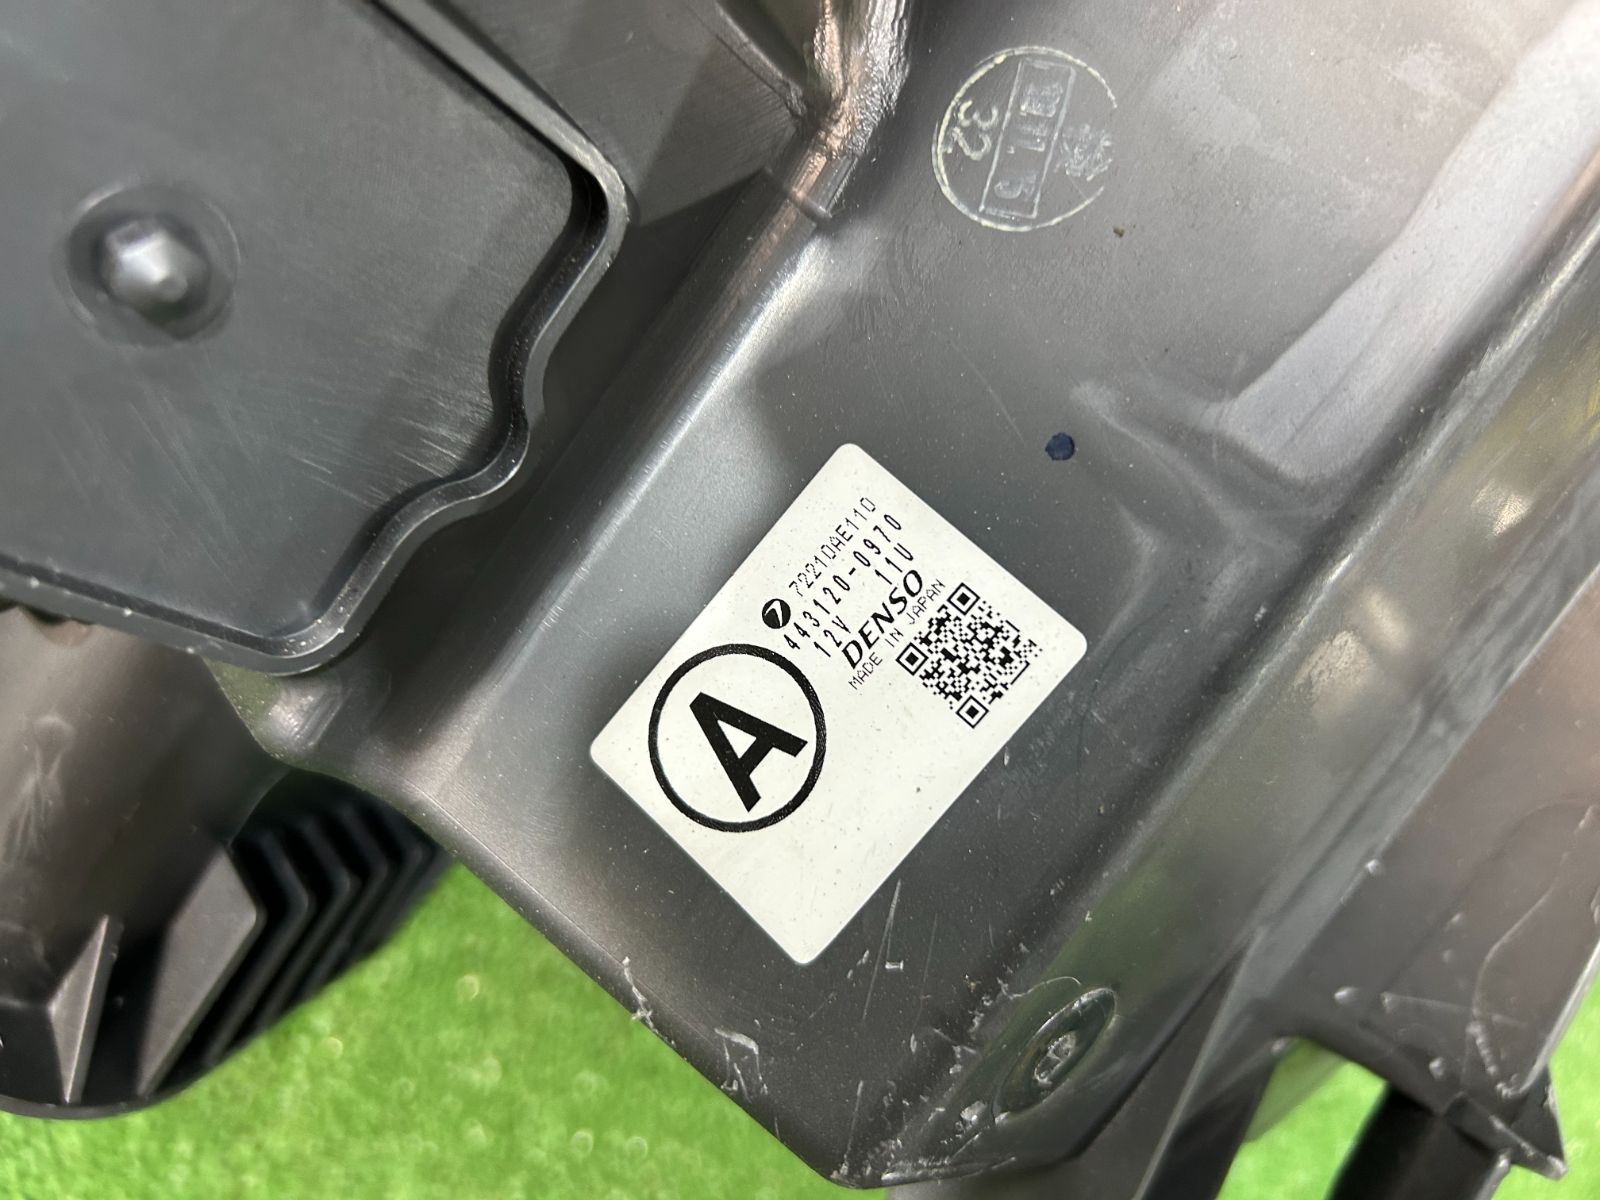 32
72210AE110
443120-0970
12V 11U
DENSO
MADE IN JAPAN
A